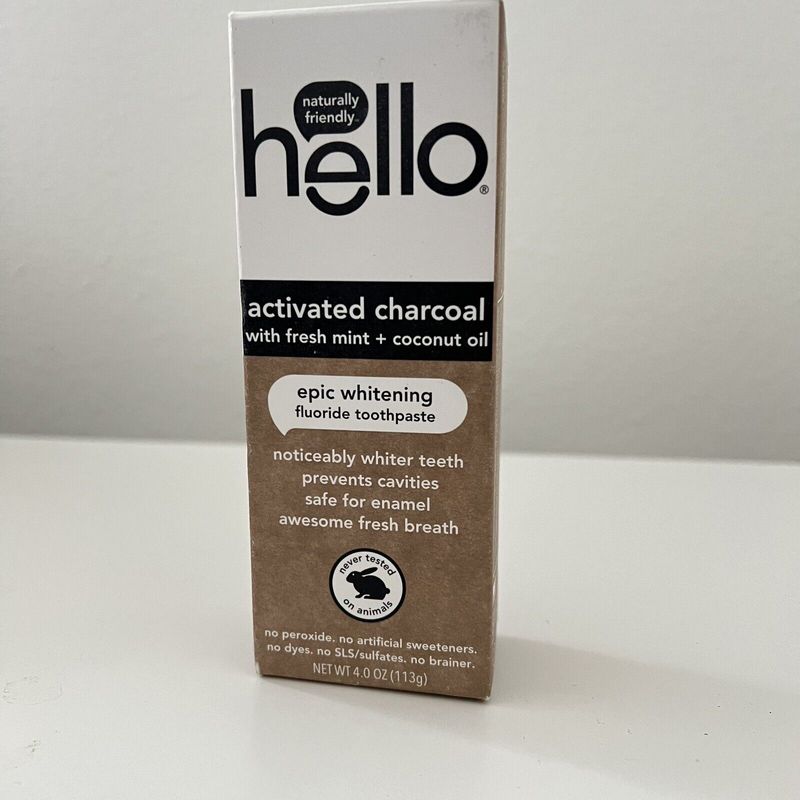 naturally
friendly™
hello®
activated charcoal
with fresh mint + coconut oil
epic whitening
fluoride toothpaste
noticeably whiter teeth
prevents cavities
safe for enamel
awesome fresh breath
never tested
on animals
no peroxide. no artificial sweeteners.
no dyes. no SLS/sulfates. no brainer.
NET WT 4.0 OZ (113g)